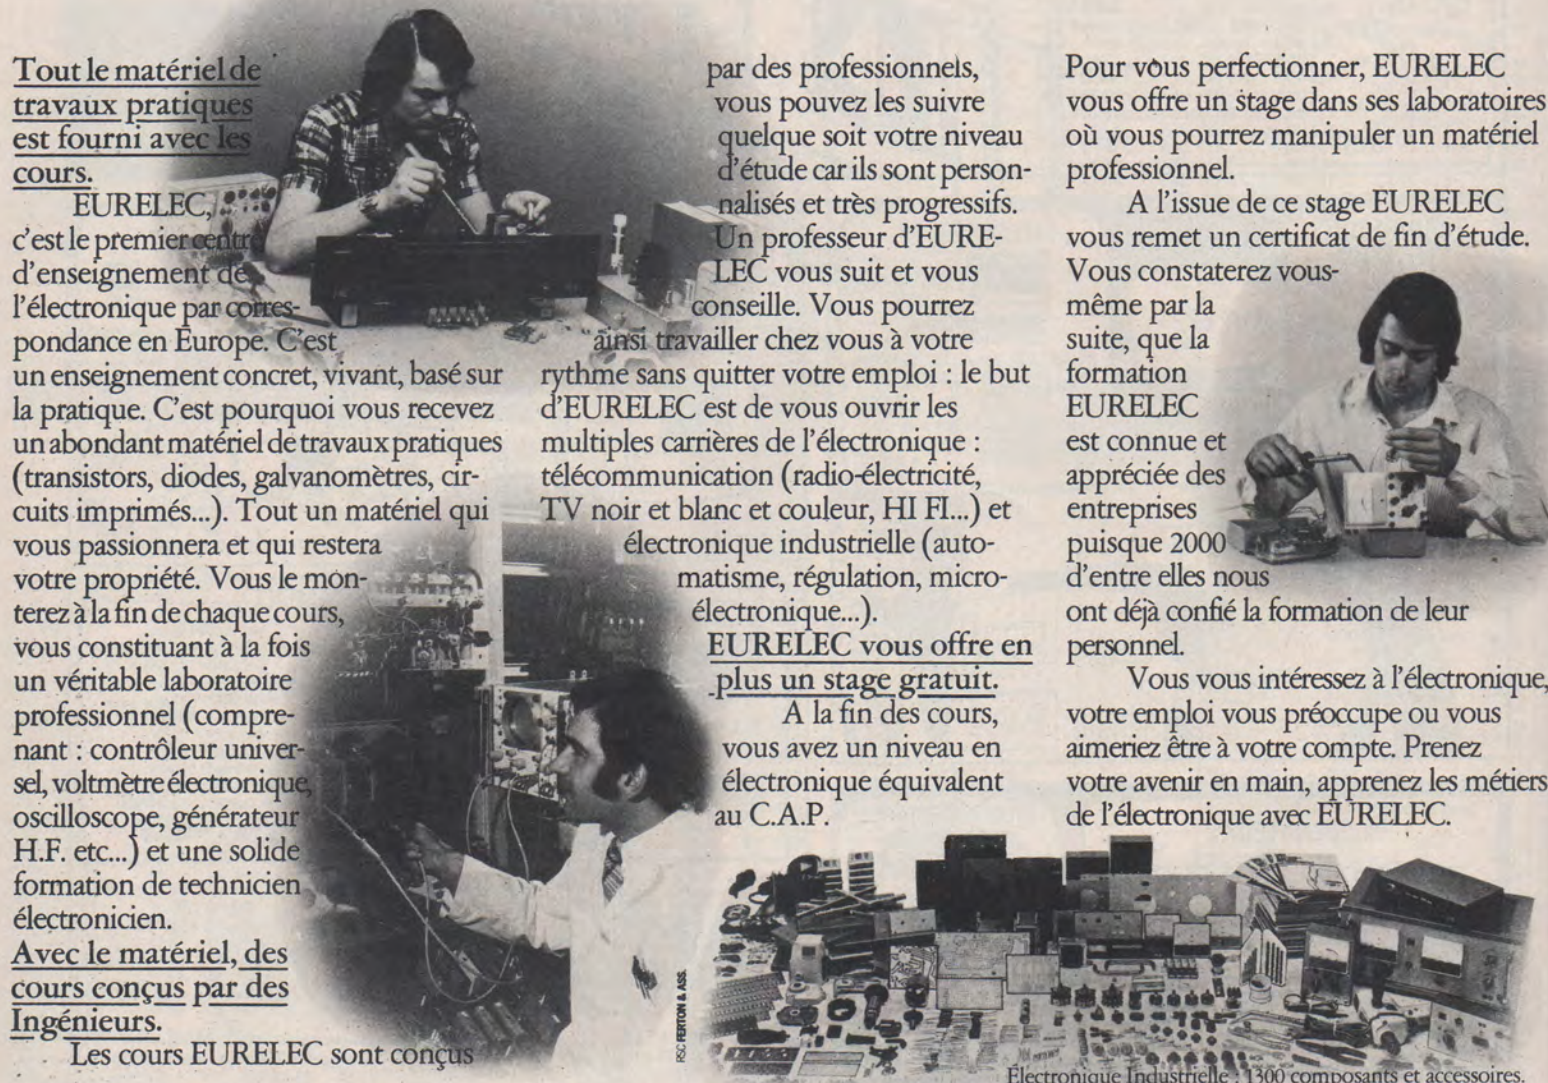 Tout le matériel de
travaux pratiques
est fourni avec les
cours.
EURELEC,
c'est le premier centre
d'enseignement de
l'électronique par corres-
pondance en Europe. C'est
un enseignement concret, vivant, basé sur
la pratique. C'est pourquoi vous recevez
un abondant matériel de travaux pratiques
(transistors, diodes, galvanomètres, cir-
cuits imprimés...). Tout un matériel qui
vous passionnera et qui restera
votre propriété. Vous le mon-
terez à la fin de chaque cours,
vous constituant à la fois
un véritable laboratoire
professionnel (compre-
nant : contrôleur univer-
sel, voltmètre électronique,
oscilloscope, générateur
H.F. etc...) et une solide
formation de technicien
électronicien.
Avec le matériel, des
cours conçus par des
Ingénieurs.
Les cours EURELEC sont conçus
par des professionnels,
vous pouvez les suivre
quelque soit votre niveau
d'étude car ils sont person-
nalisés et très progressifs.
Un professeur d'EURE-
LEC vous suit et vous
conseille. Vous pourrez
ainsi travailler chez vous à votre
rythme sans quitter votre emploi : le but
d'EURELEC est de vous ouvrir les
multiples carrières de l'électronique :
télécommunication (radio-électricité,
TV noir et blanc et couleur, HI FI...) et
électronique industrielle (auto-
matisme, régulation, micro-
électronique...).
EURELEC vous offre en
plus un stage gratuit.
A la fin des cours,
vous avez un niveau en
électronique équivalent
au C.A.P.
RSC FERTON & ASS.
Pour vous perfectionner, EURELEC
vous offre un stage dans ses laboratoires
où vous pourrez manipuler un matériel
professionnel.
A l'issue de ce stage EURELEC
vous remet un certificat de fin d'étude.
Vous constaterez vous-
même par la
suite, que la
formation
EURELEC
est connue et
appréciée des
entreprises
puisque 2000
d'entre elles nous
ont déjà confié la formation de leur
personnel.
Vous vous intéressez à l'électronique,
votre emploi vous préoccupe ou vous
aimeriez être à votre compte. Prenez
votre avenir en main, apprenez les métiers
de l'électronique avec EURELEC.
Électronique Industrielle : 1300 composants et accessoires.